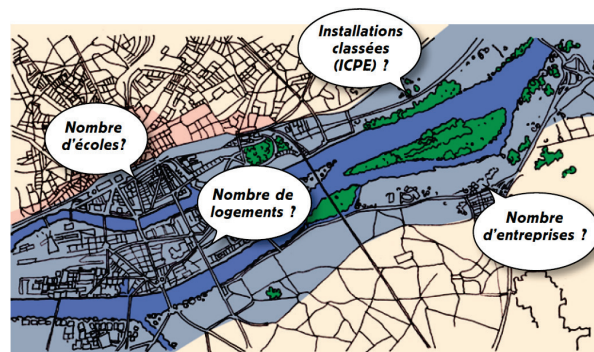 Installations
classées
(ICPE) ?
Nombre
d'écoles?
Nombre de
logements ?
Nombre
d'entreprises ?